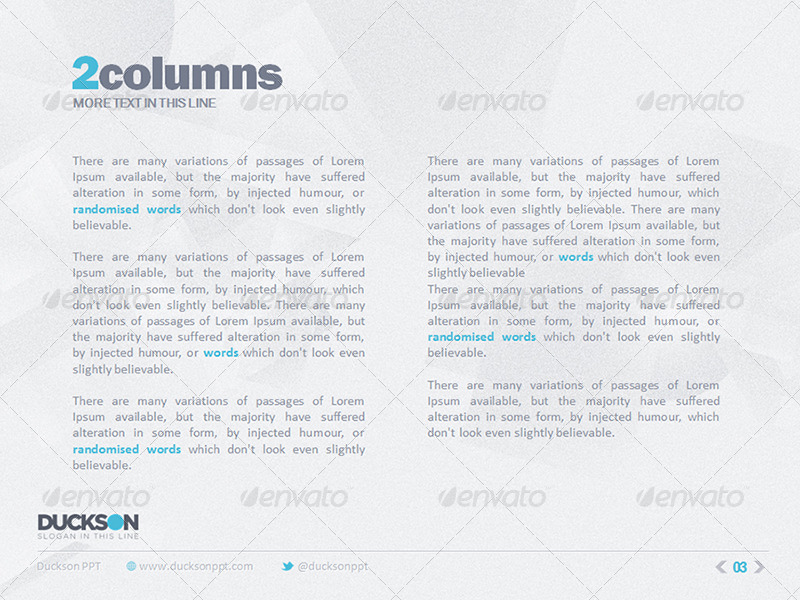 2columns
MORE TEXT IN THIS LINE
There are many variations of passages of Lorem
Ipsum available, but the majority have suffered
alteration in some form, by injected humour, or
randomised words which don't look even slightly
believable.
There are many variations of passages of Lorem
Ipsum available, but the majority have suffered
alteration in some form, by injected humour, which
don't look even slightly believable. There are many
variations of passages of Lorem Ipsum available, but
the majority have suffered alteration in some form,
by injected humour, or words which don't look even
slightly believable.
There are many variations of passages of Lorem
Ipsum available, but the majority have suffered
alteration in some form, by injected humour, or
randomised words which don't look even slightly
believable.
There are many variations of passages of Lorem
Ipsum available, but the majority have suffered
alteration in some form, by injected humour, which
don't look even slightly believable. There are many
variations of passages of Lorem Ipsum available, but
the majority have suffered alteration in some form,
by injected humour, or words which don't look even
slightly believable
There are many variations of passages of Lorem
Ipsum available, but the majority have suffered
alteration in some form, by injected humour, or
randomised words which don't look even slightly
believable.
There are many variations of passages of Lorem
Ipsum available, but the majority have suffered
alteration in some form, by injected humour, which
don't look even slightly believable.
envato envato envato envato
envato envato envato envato
envato envato envato envato
DUCKSON
SLOGAN IN THIS LINE
Duckson PPT www.ducksonppt.com @ducksonppt 03